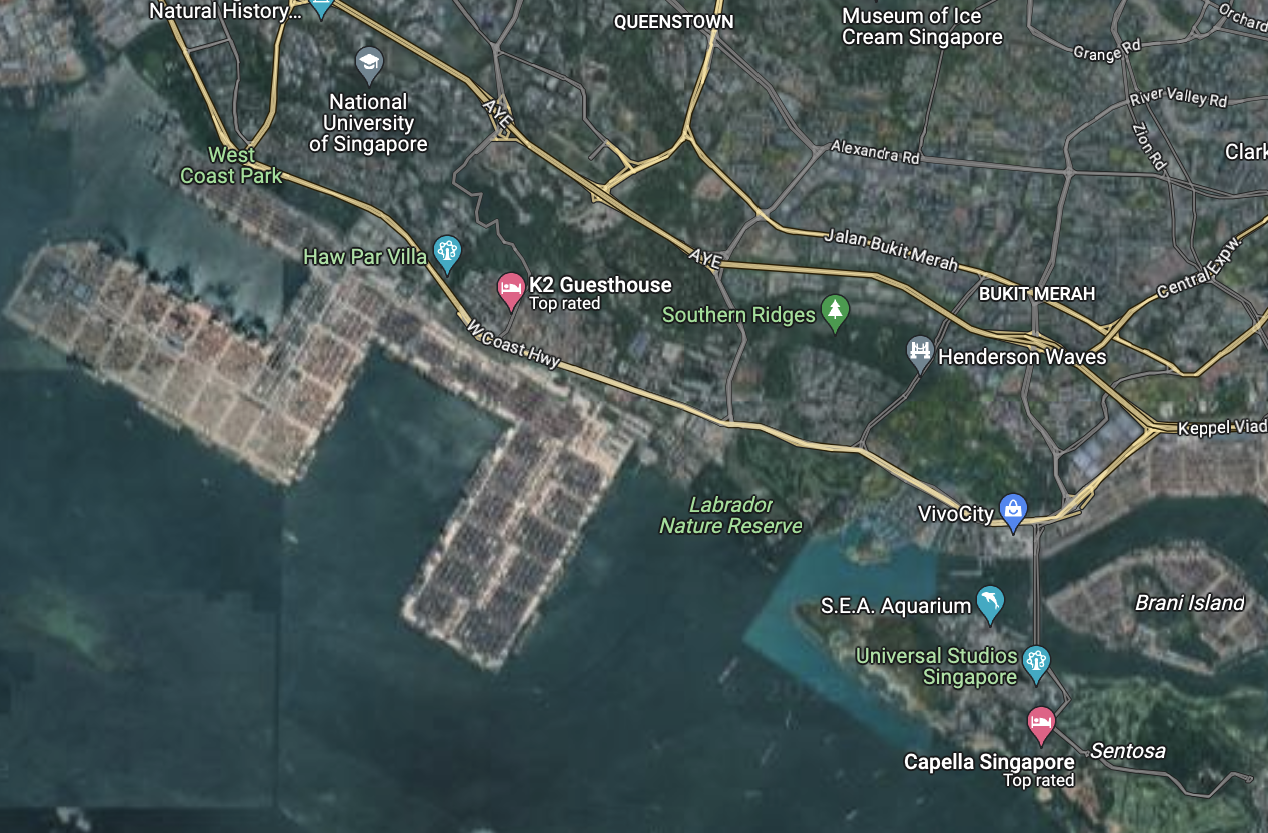 Natural History...
QUEENSTOWN
Museum of Ice
Cream Singapore
Orchard
Grange Rd
National
University
of Singapore
AYE
River Valley Rd
Zion Rd
Alexandra Rd
Clark
West
Coast Park
Haw Par Villa
K2 Guesthouse
Top rated
AYE
Jalan Bukit Merah
Central Expw.
BUKIT MERAH
Southern Ridges
W Coast Hwy
Henderson Waves
Keppel Viad
Labrador
Nature Reserve
VivoCity
S.E.A. Aquarium
Brani Island
Universal Studios
Singapore
Capella Singapore
Top rated
Sentosa